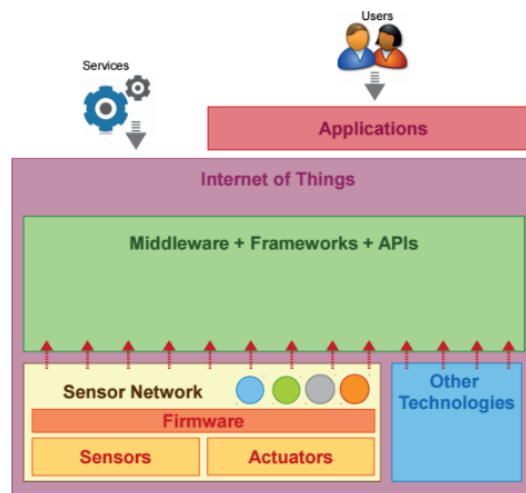 Users
Services
Applications
Internet of Things
Middleware + Frameworks + APIs
Sensor Network
Other
Technologies
Firmware
Sensors
Actuators